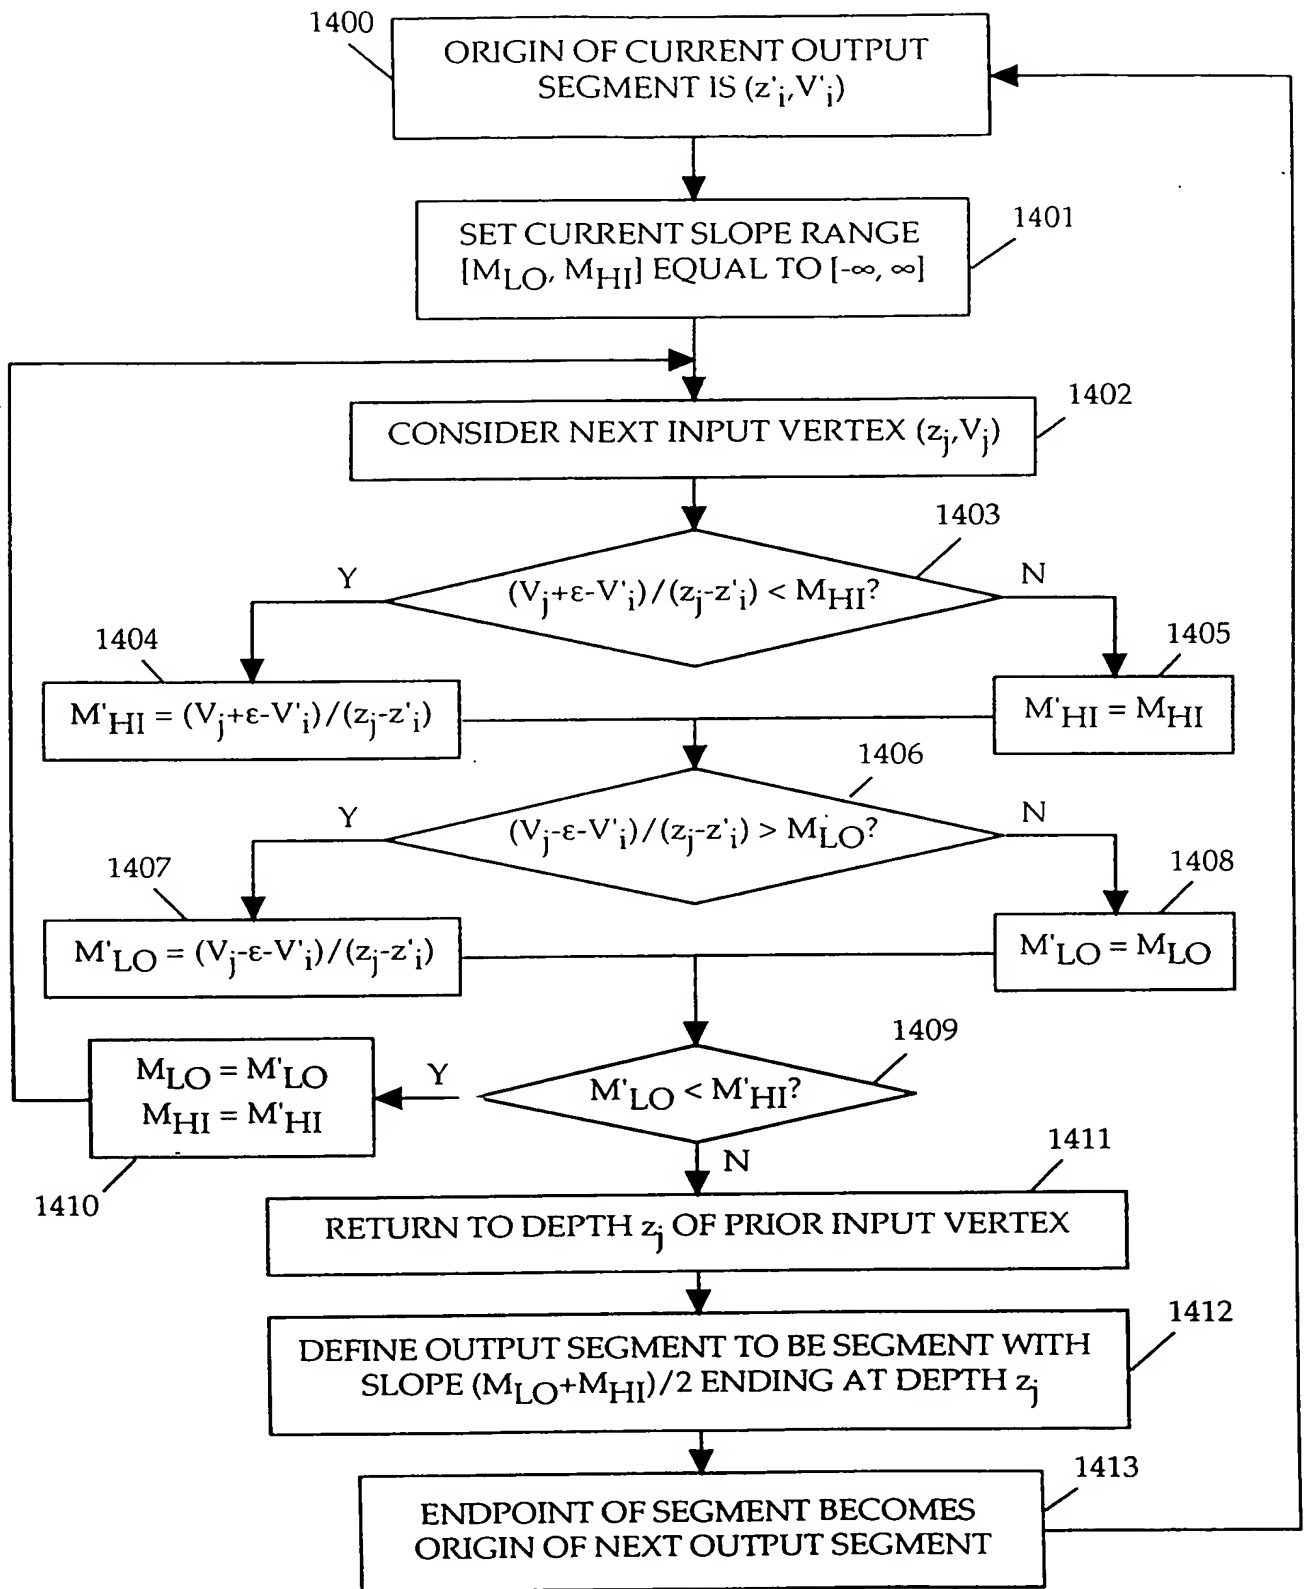 1400
ORIGIN OF CURRENT OUTPUT
SEGMENT IS (z'i,V'i)
1401
SET CURRENT SLOPE RANGE
[MLO, MHI] EQUAL TO [-∞, ∞]
1402
CONSIDER NEXT INPUT VERTEX (zj,Vj)
1403
Y
(Vj+ε-V'i)/(zj-z'i) < MHI?
N
1404
M'HI = (Vj+ε-V'i)/(zj-z'i)
1405
M'HI = MHI
1406
Y
(Vj-ε-V'i)/(zj-z'i) > MLO?
N
1407
M'LO = (Vj-ε-V'i)/(zj-z'i)
1408
M'LO = MLO
1409
M'LO < M'HI?
Y
MLO = M'LO
MHI = M'HI
1410
N
1411
RETURN TO DEPTH zj OF PRIOR INPUT VERTEX
1412
DEFINE OUTPUT SEGMENT TO BE SEGMENT WITH
SLOPE (MLO+MHI)/2 ENDING AT DEPTH zj
1413
ENDPOINT OF SEGMENT BECOMES
ORIGIN OF NEXT OUTPUT SEGMENT